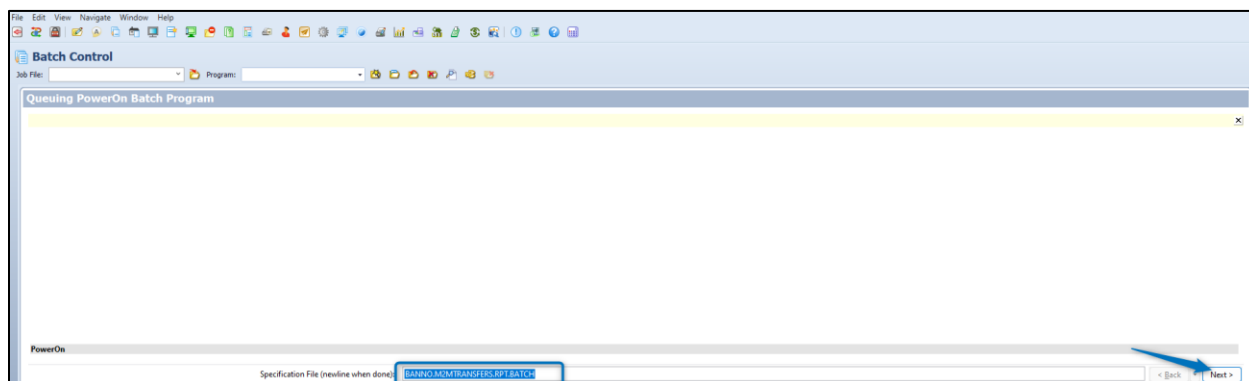 File Edit View Navigate Window Help
Batch Control
Job File: Program:
Queuing PowerOn Batch Program
PowerOn
Specification File (newline when done): BANNO.M2MTRANSFERS.RPT.BATCH < Back Next >